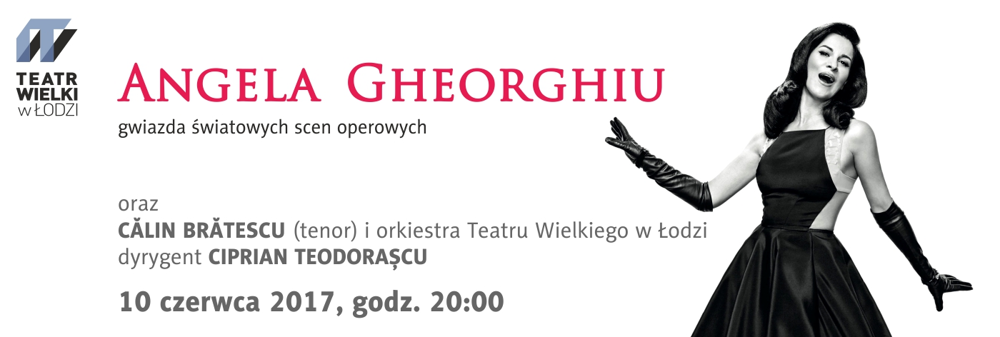 TEATR
WIELKI
w ŁODZI
ANGELA GHEORGHIU
gwiazda światowych scen operowych
oraz
CĂLIN BRĂTESCU (tenor) i orkiestra Teatru Wielkiego w Łodzi
dyrygent CIPRIAN TEODORAȘCU
10 czerwca 2017, godz. 20:00